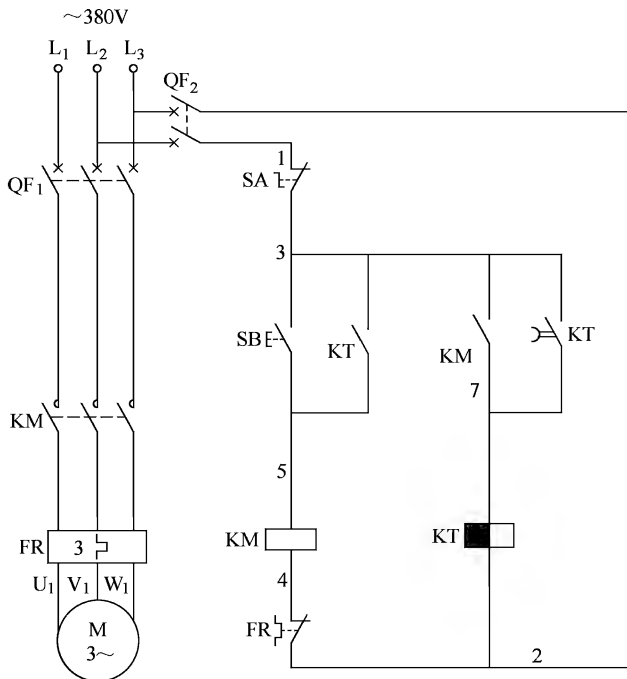 ～380V
L₁ L₂ L₃
QF₂
1
QF₁
SA
3
SB
KT
KM
KT
7
KM
5
FR
3
KM
KT
U₁ V₁ W₁
4
M
3～
FR
2